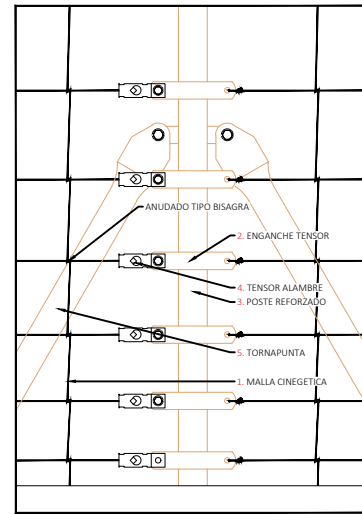 ANUDADO TIPO BISAGRA
2. ENGANCHE TENSOR
4. TENSOR ALAMBRE
3. POSTE REFORZADO
5. TORNAPUNTA
1. MALLA CINEGETICA